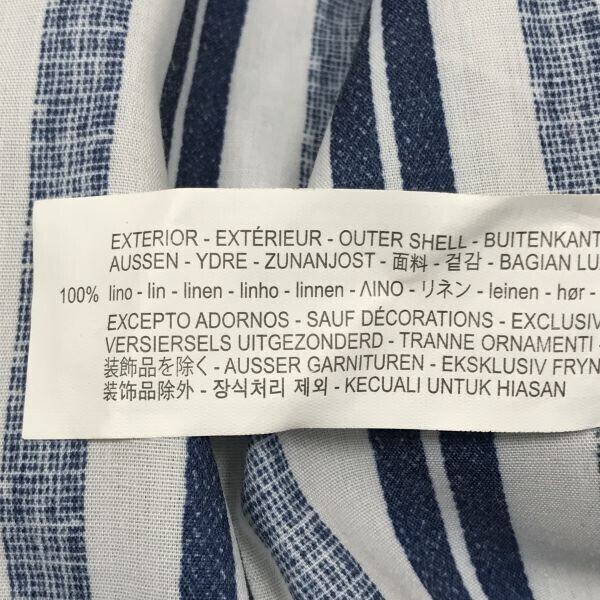 EXTERIOR - EXTÉRIEUR - OUTER SHELL - BUITENKANT
AUSSEN - YDRE - ZUNANJOST - 面料 - 겉감 - BAGIAN LU
100% lino - lin - linen - linho - linnen - ΛΙΝΟ - リネン - leinen - hør -
EXCEPTO ADORNOS - SAUF DÉCORATIONS - EXCLUSIV
VERSIERSELS UITGEZONDERD - TRANNE ORNAMENTI -
装飾品を除く - AUSSER GARNITUREN - EKSKLUSIV FRYN
装饰品除外 - 장식처리 제외 - KECUALI UNTUK HIASAN